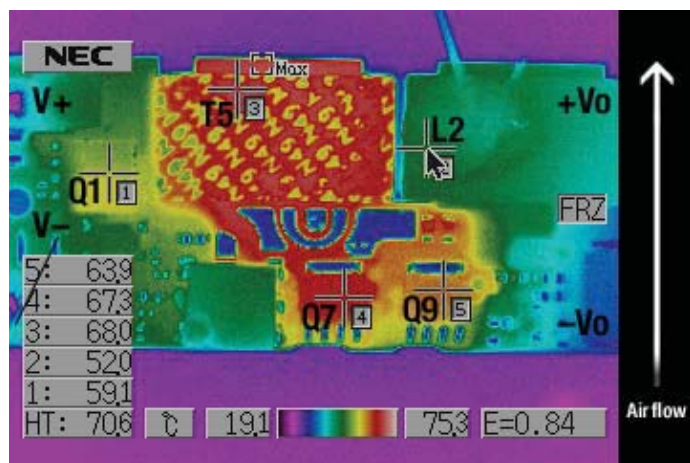 NEC
Max
V+
T5 3
L2
+Vo
Q1 1
V−
FRZ
5: 63.9
4: 67.3
3: 68.0
2: 52.0
1: 59.1
Q7 4
Q9 5
−Vo
HT: 70.6 ℃ 19.1 75.3 E=0.84
Airflow